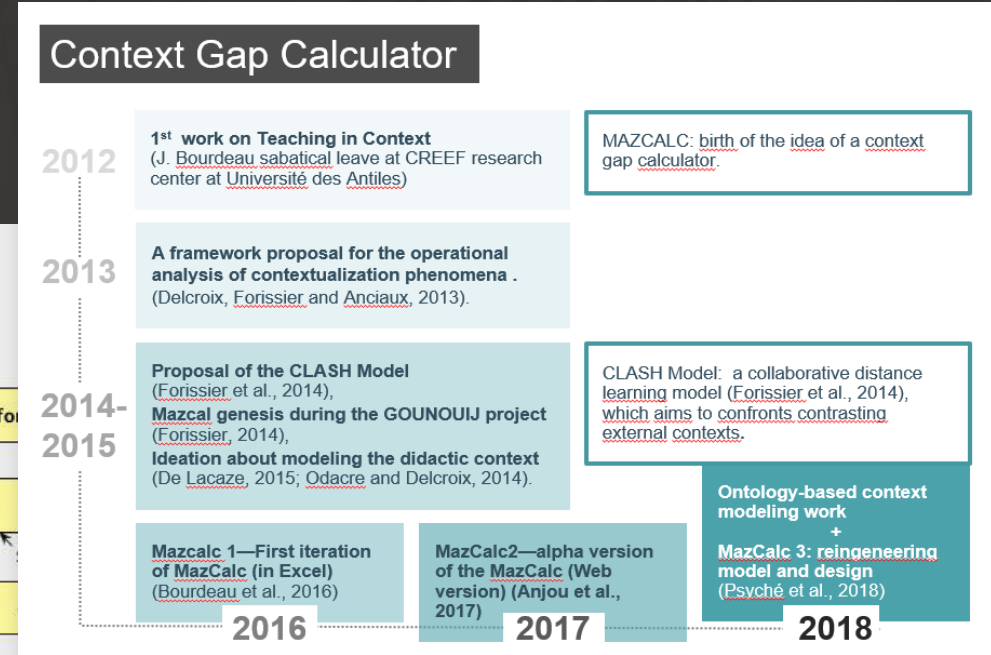 Context Gap Calculator
2012
1st work on Teaching in Context
(J. Bourdeau sabatical leave at CREEF research
center at Université des Antiles)
MAZCALC: birth of the idea of a context
gap calculator.
2013
A framework proposal for the operational
analysis of contextualization phenomena .
(Delcroix, Forissier and Anciaux, 2013).
2014-
2015
Proposal of the CLASH Model
(Forissier et al., 2014),
Mazcal genesis during the GOUNOUIJ project
(Forissier, 2014),
Ideation about modeling the didactic context
(De Lacaze, 2015; Odacre and Delcroix, 2014).
CLASH Model: a collaborative distance
learning model (Forissier et al., 2014),
which aims to confronts contrasting
external contexts.
Mazcalc 1—First iteration
of MazCalc (in Excel)
(Bourdeau et al., 2016)
2016
MazCalc2—alpha version
of the MazCalc (Web
version) (Anjou et al.,
2017)
2017
Ontology-based context
modeling work
+
MazCalc 3: reingeneering
model and design
(Psyché et al., 2018)
2018